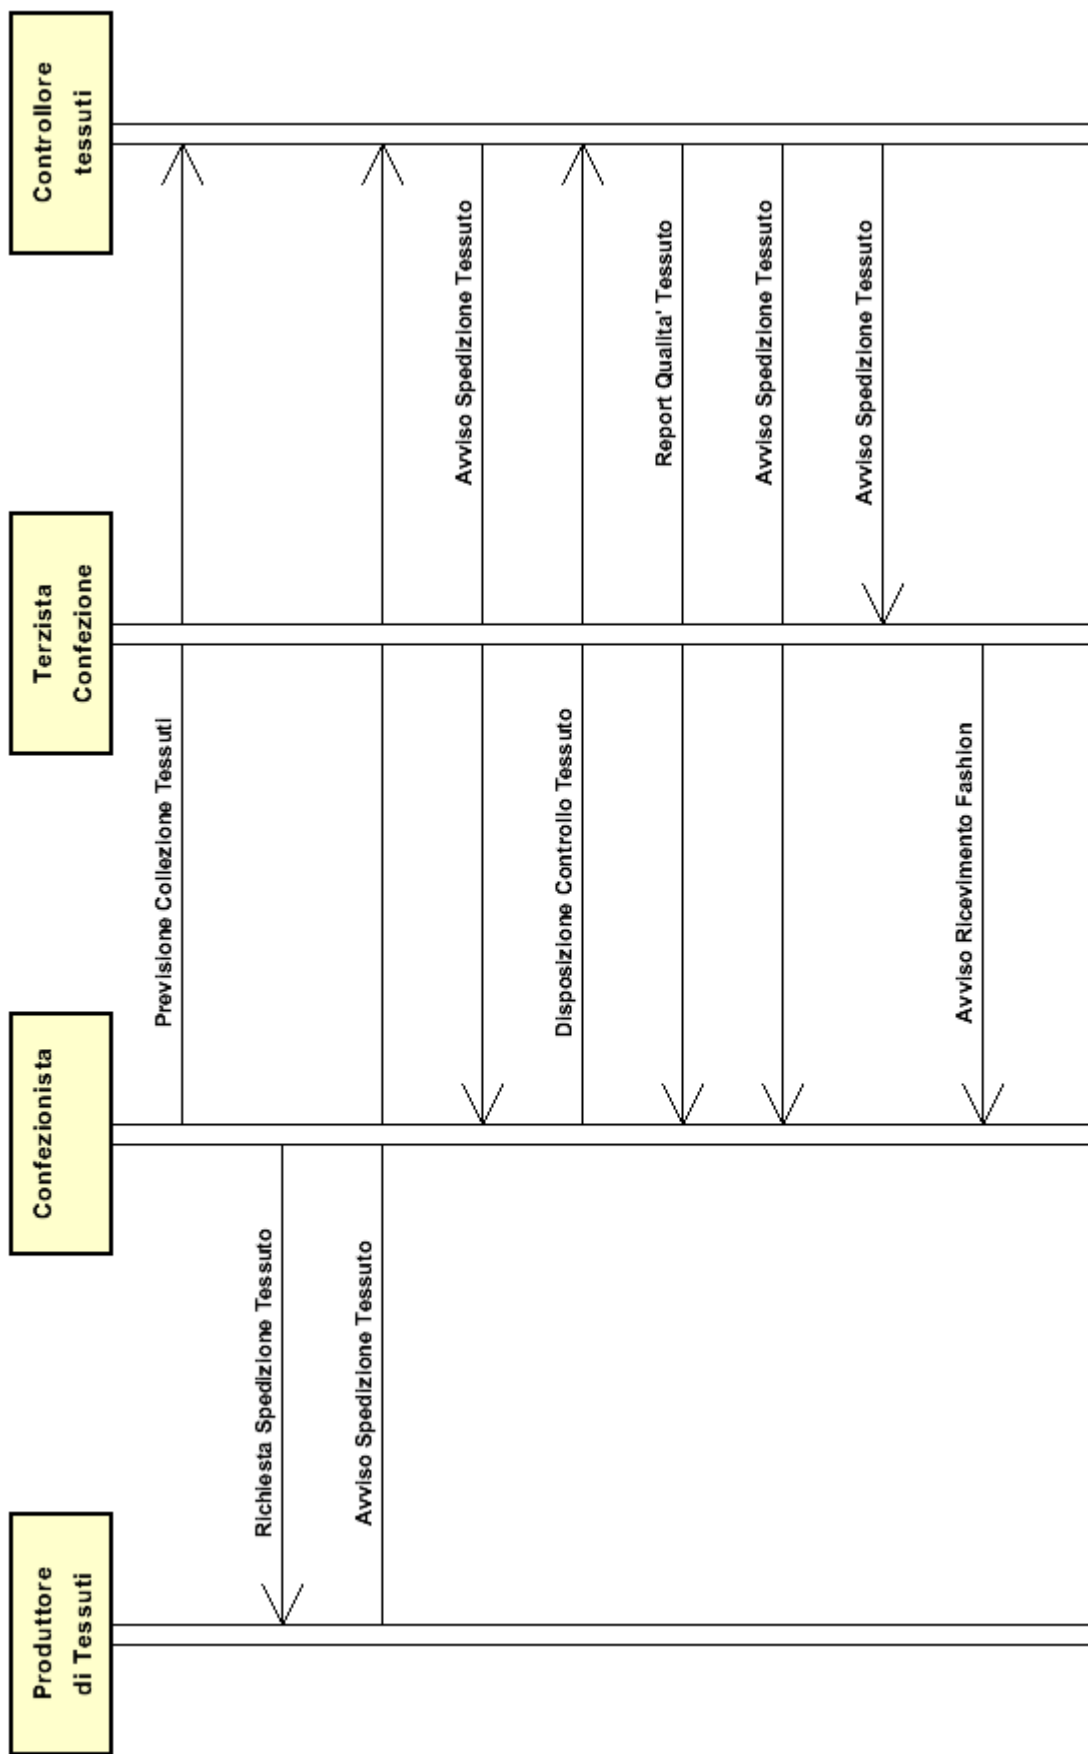 Produttore
di Tessuti
Confezionista
Terzista
Confezione
Controllore
tessuti
Previsione Collezione Tessuti
Richiesta Spedizione Tessuto
Avviso Spedizione Tessuto
Avviso Spedizione Tessuto
Disposizione Controllo Tessuto
Report Qualita' Tessuto
Avviso Spedizione Tessuto
Avviso Spedizione Tessuto
Avviso Ricevimento Fashion